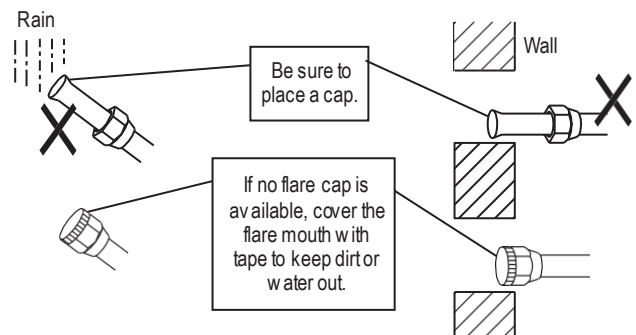 Rain
Wall
Be sure to
place a cap.
If no flare cap is
available, cover the
flare mouth with
tape to keep dirt or
water out.